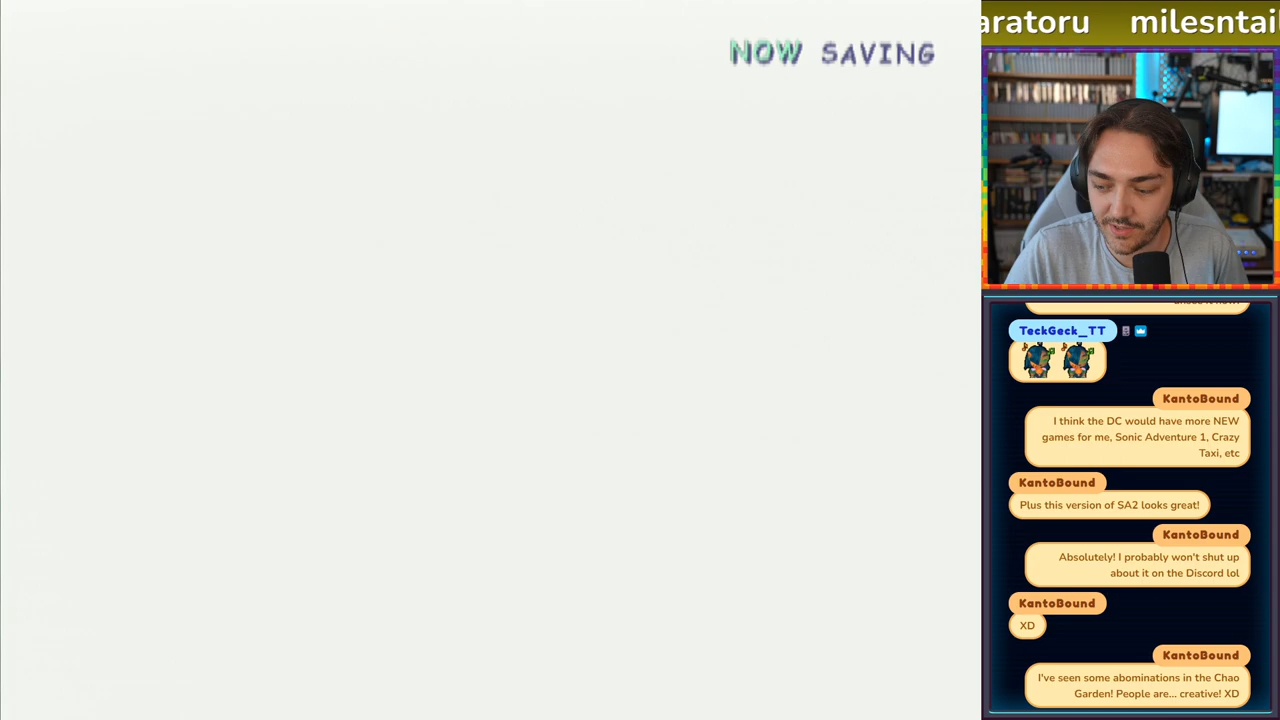 NOW SAVING
aratoru milesntai
TeckGeck_TT
KantoBound
I think the DC would have more NEW
games for me, Sonic Adventure 1, Crazy
Taxi, etc
KantoBound
Plus this version of SA2 looks great!
KantoBound
Absolutely! I probably won't shut up
about it on the Discord lol
KantoBound
XD
KantoBound
I've seen some abominations in the Chao
Garden! People are... creative! XD